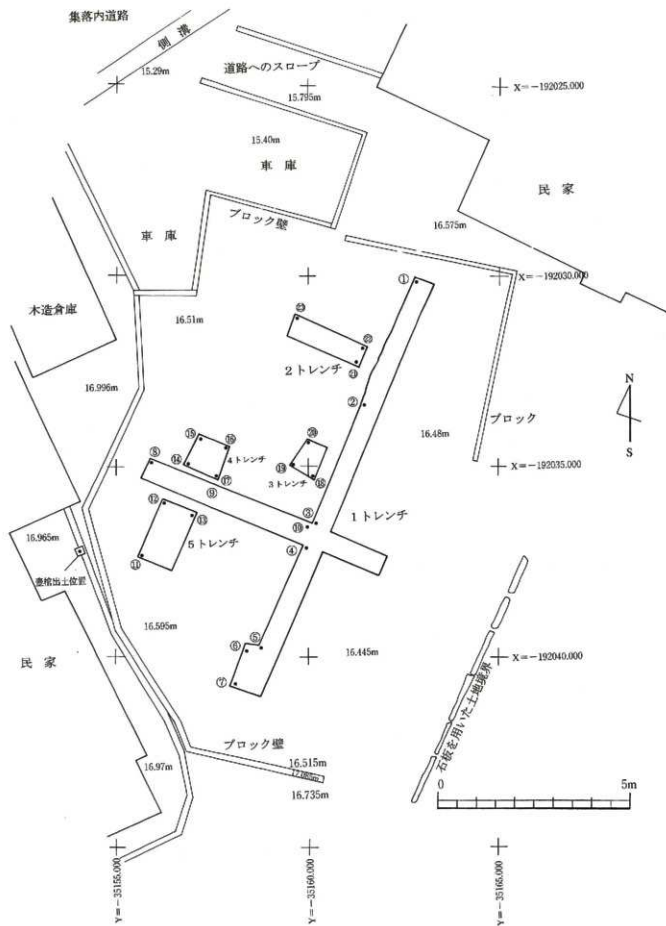 集落内道路
側溝
15.29m
道路へのスロープ
15.795m
X=-192025.000
15.40m
車庫
民家
車庫
ブロック壁
16.575m
①
X=-192030.000
木造倉庫
16.51m
㉓
㉒
㉑
2トレンチ
16.996m
②
ブロック
N
S
16.48m
⑮
⑯
⑳
⑧
⑭
4トレンチ
⑲
X=-192035.000
⑰
3トレンチ
⑱
⑨
⑫
⑬
③
⑩
1トレンチ
16.965m
④
5トレンチ
⑪
甕棺出土位置
16.595m
⑥
⑤
16.445m
X=-192040.000
民家
⑦
石板を用いた土地境界
ブロック壁
16.97m
16.515m
16.735m
0
5m
Y=-35155.000
Y=-35160.000
Y=-35165.000